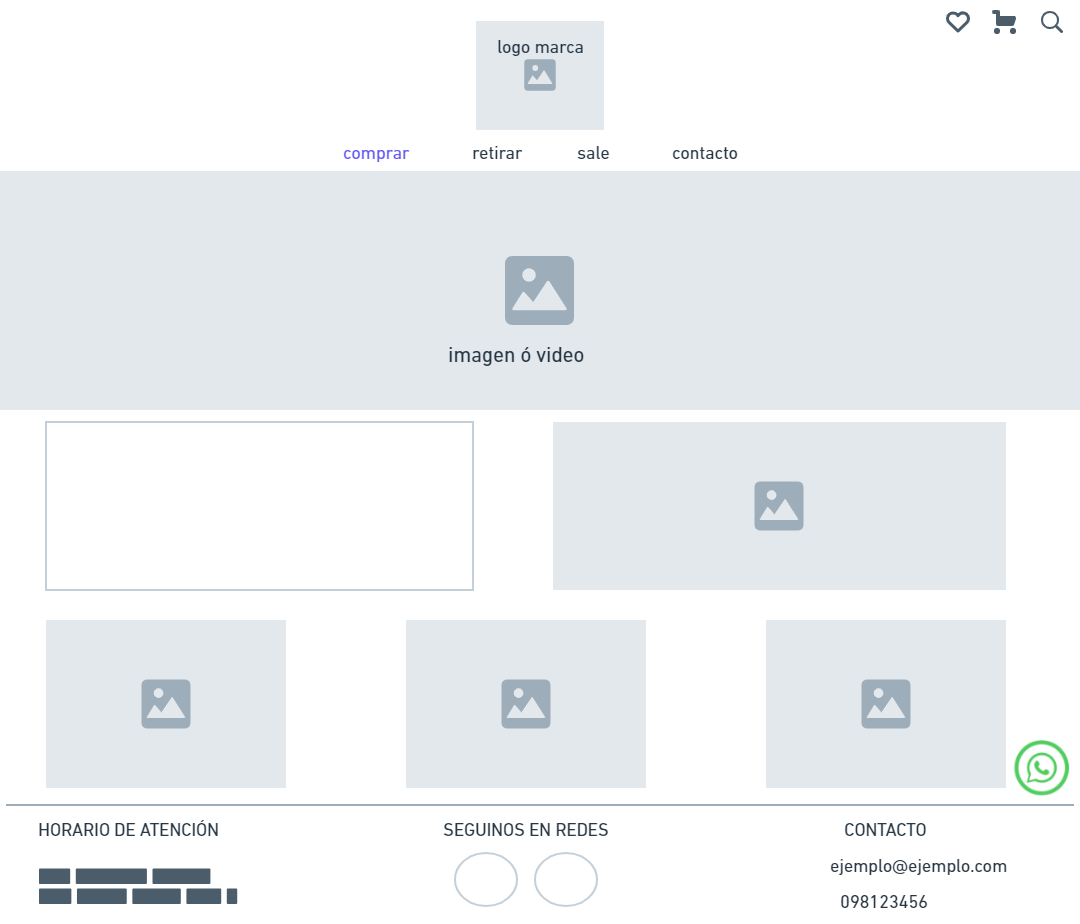 logo marca
comprar retirar sale contacto
imagen ó video
HORARIO DE ATENCIÓN SEGUINOS EN REDES CONTACTO
ejemplo@ejemplo.com
098123456